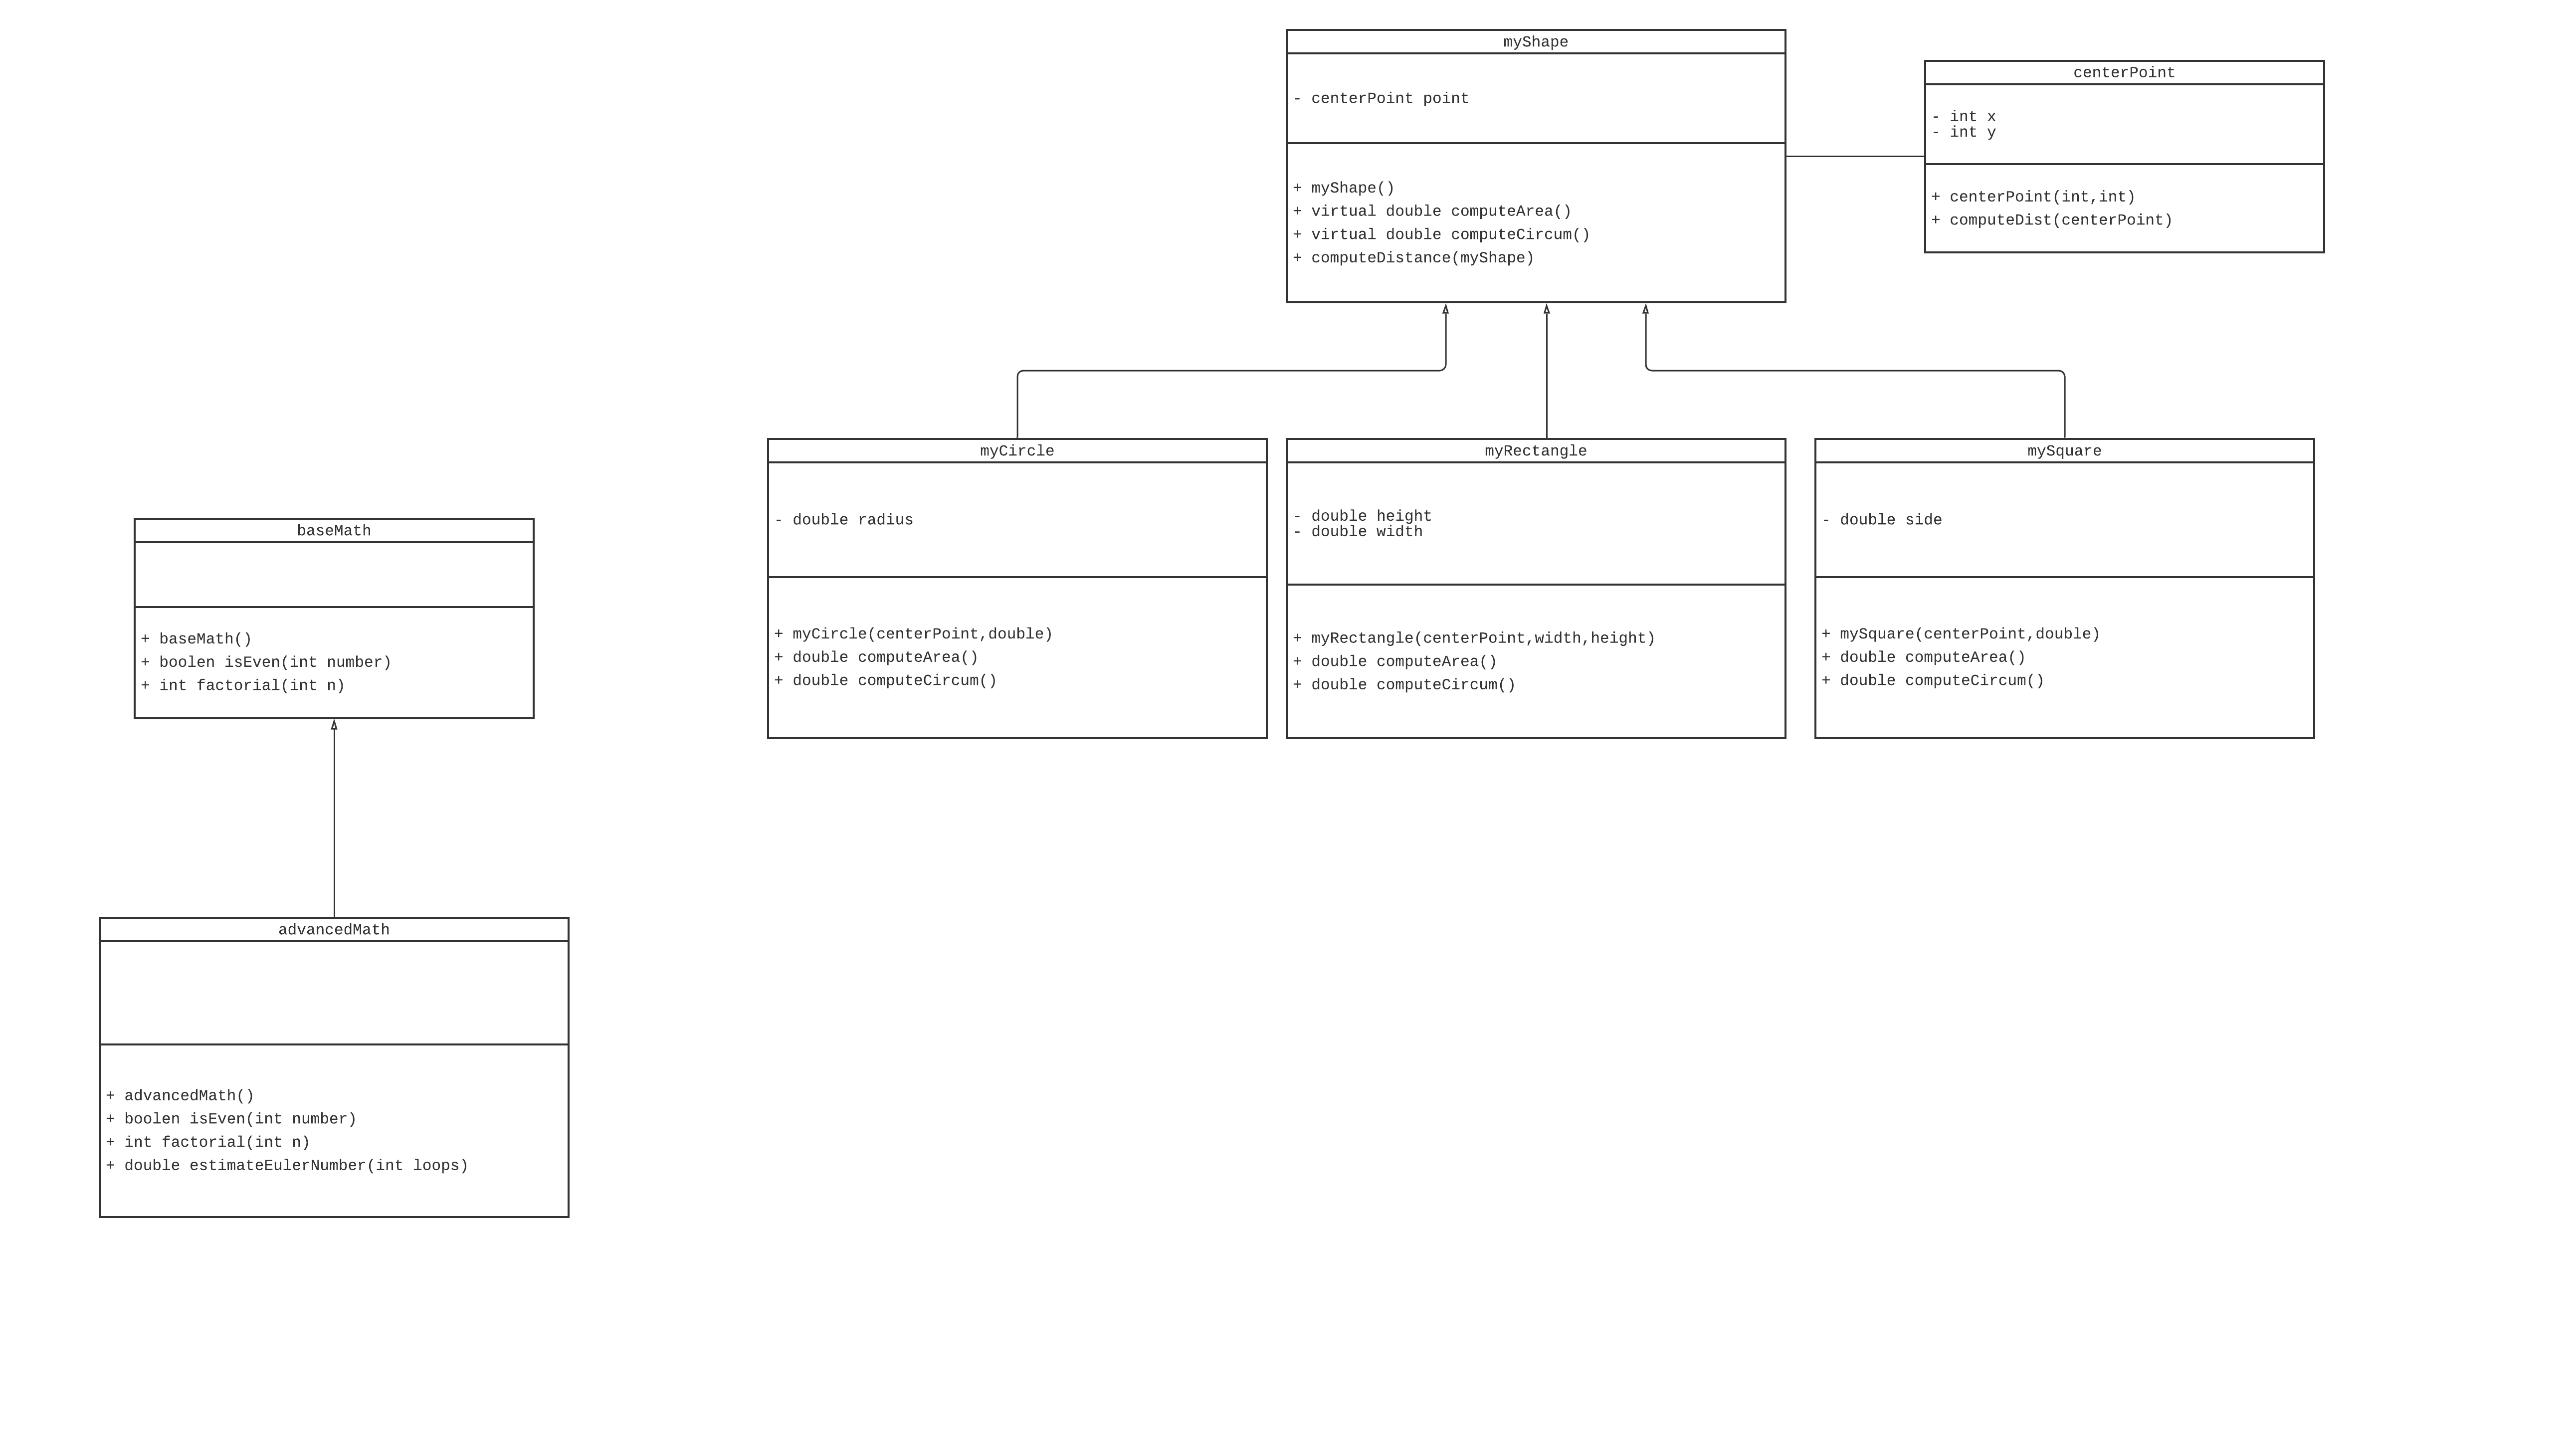 myShape
- centerPoint point
+ myShape()
+ virtual double computeArea()
+ virtual double computeCircum()
+ computeDistance(myShape)
centerPoint
- int x
- int y
+ centerPoint(int,int)
+ computeDist(centerPoint)
myCircle
- double radius
+ myCircle(centerPoint,double)
+ double computeArea()
+ double computeCircum()
myRectangle
- double height
- double width
+ myRectangle(centerPoint,width,height)
+ double computeArea()
+ double computeCircum()
mySquare
- double side
+ mySquare(centerPoint,double)
+ double computeArea()
+ double computeCircum()
baseMath
+ baseMath()
+ boolen isEven(int number)
+ int factorial(int n)
advancedMath
+ advancedMath()
+ boolen isEven(int number)
+ int factorial(int n)
+ double estimateEulerNumber(int loops)